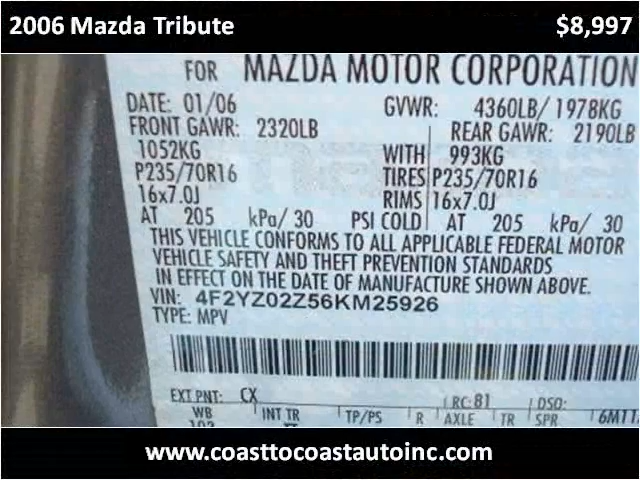 2006 Mazda Tribute $8,997
FOR MAZDA MOTOR CORPORATION
DATE: 01/06 GVWR: 4360LB/ 1978KG
FRONT GAWR: 2320LB REAR GAWR: 2190LB
1052KG WITH 993KG
P235/70R16 TIRES P235/70R16
16x7.0J RIMS 16x7.0J
AT 205 kPa/ 30 PSI COLD AT 205 kPa/ 30
THIS VEHICLE CONFORMS TO ALL APPLICABLE FEDERAL MOTOR
VEHICLE SAFETY AND THEFT PREVENTION STANDARDS
IN EFFECT ON THE DATE OF MANUFACTURE SHOWN ABOVE.
VIN: 4F2YZ02Z56KM25926
TYPE: MPV
EXT PNT: CX RC: 81 DSO:
WB INT TR TP/PS R AXLE TR SPR 6M11
www.coasttocoastautoinc.com